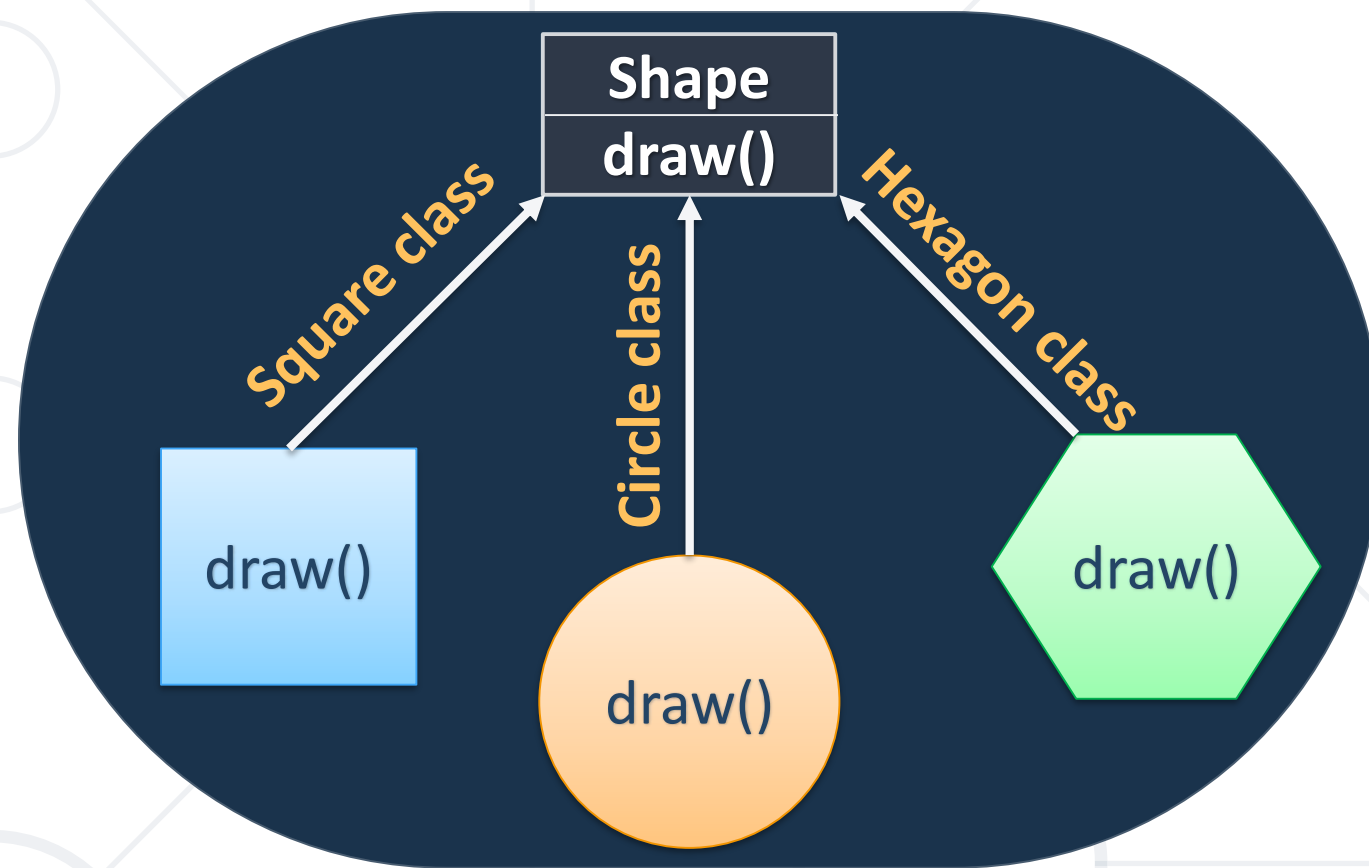 Shape
draw()
Square class
Circle class
Hexagon class
draw()
draw()
draw()